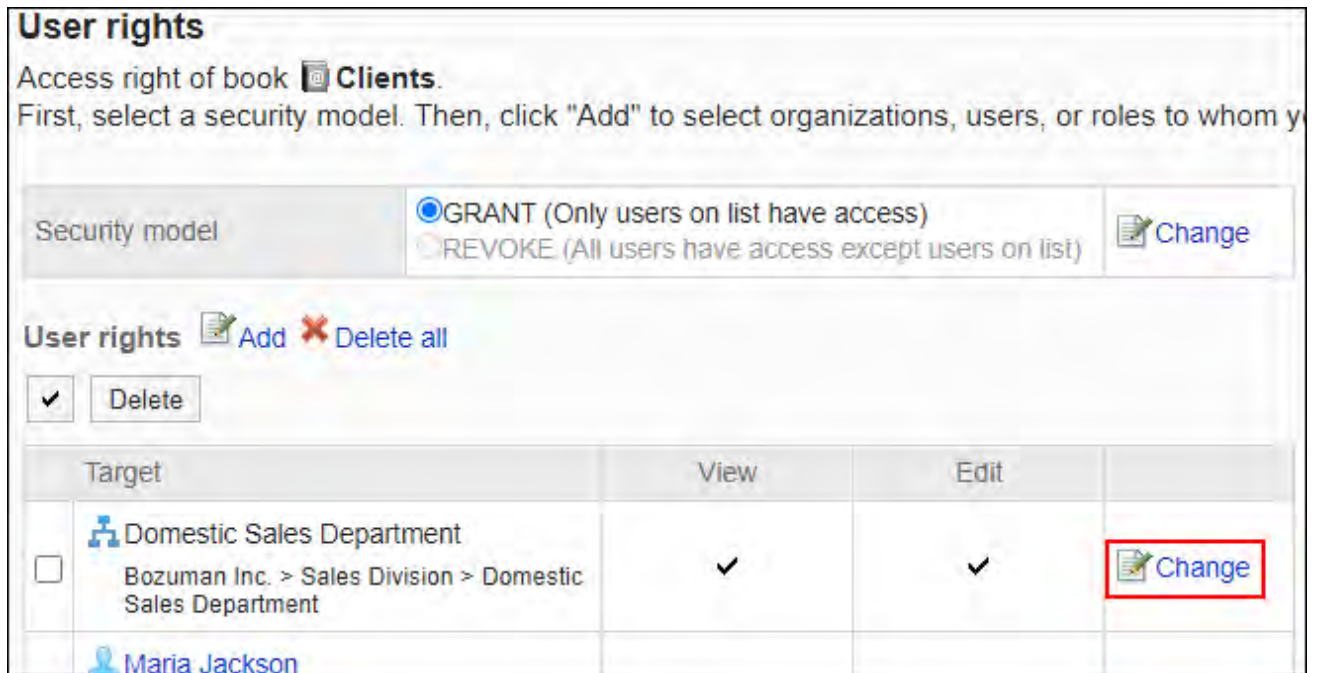 User rights
Access right of book Clients.
First, select a security model. Then, click "Add" to select organizations, users, or roles to whom
Security model
GRANT (Only users on list have access)
REVOKE (All users have access except users on list)
Change
User rights Add Delete all
Delete
Target View Edit
Domestic Sales Department
Bozuman Inc. > Sales Division > Domestic
Sales Department
Change
Maria Jackson